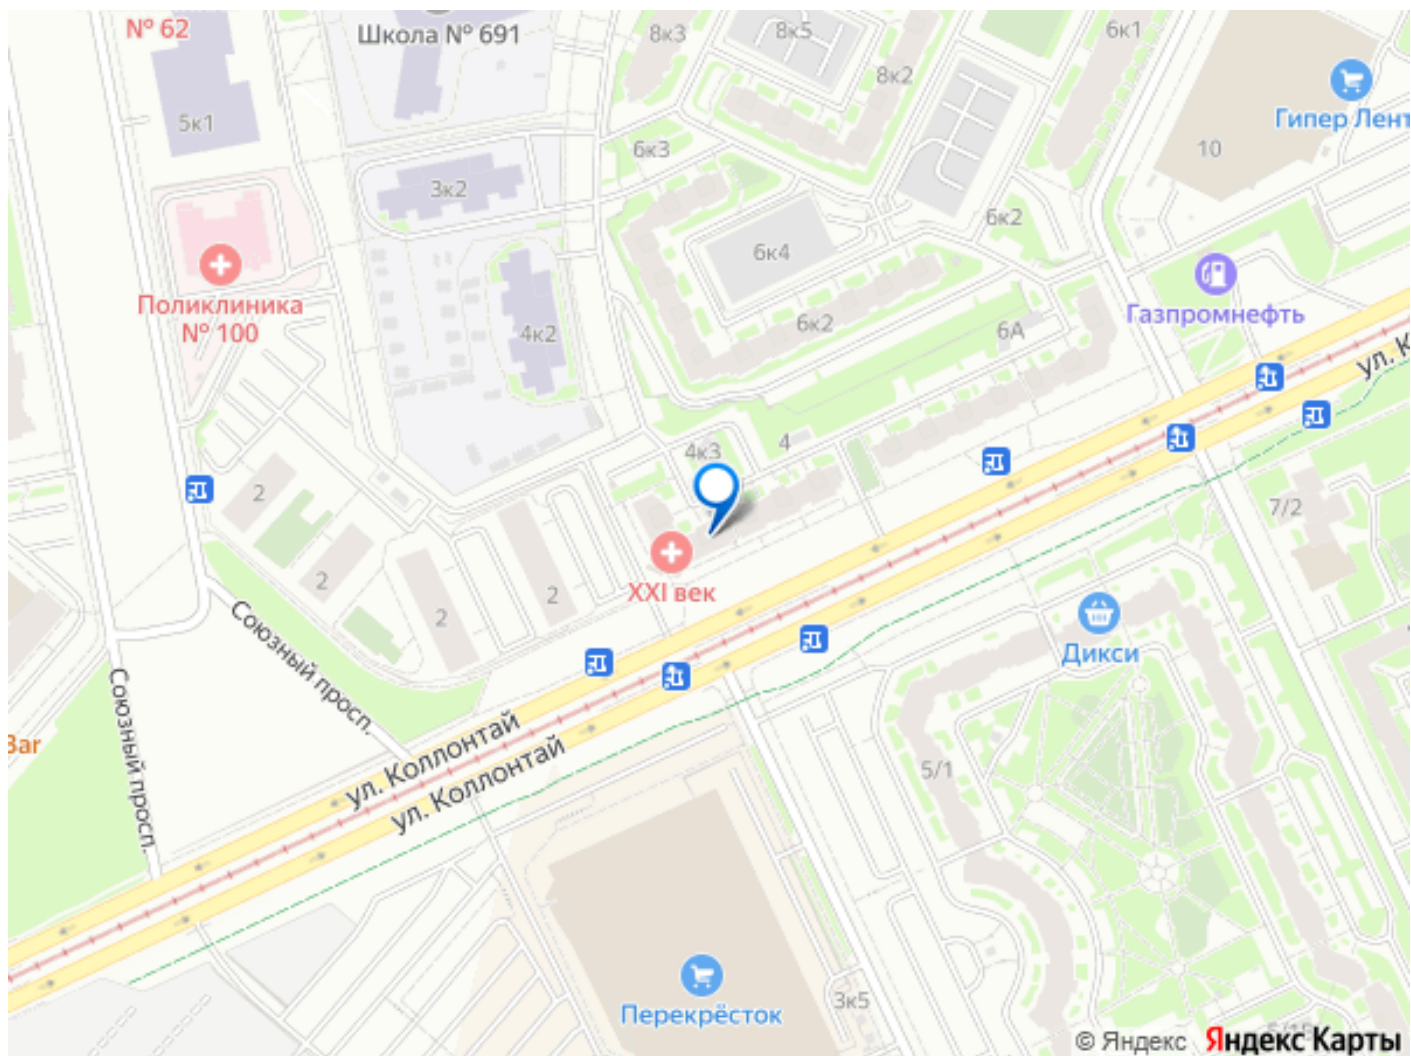 № 62
Школа № 691
8к3
8к5
6к1
8к2
Гипер Лент
5к1
10
6к3
3к2
6к2
6к4
Поликлиника
№ 100
Газпромнефть
6к2
6А
4к2
ул. К
4к3
4
2
7/2
2
XXI век
2
2
Союзный просп.
Дикси
Союзный просп.
Bar
ул. Коллонтай
ул. Коллонтай
5/1
Перекрёсток
3к5
© Яндекс Яндекс Карты